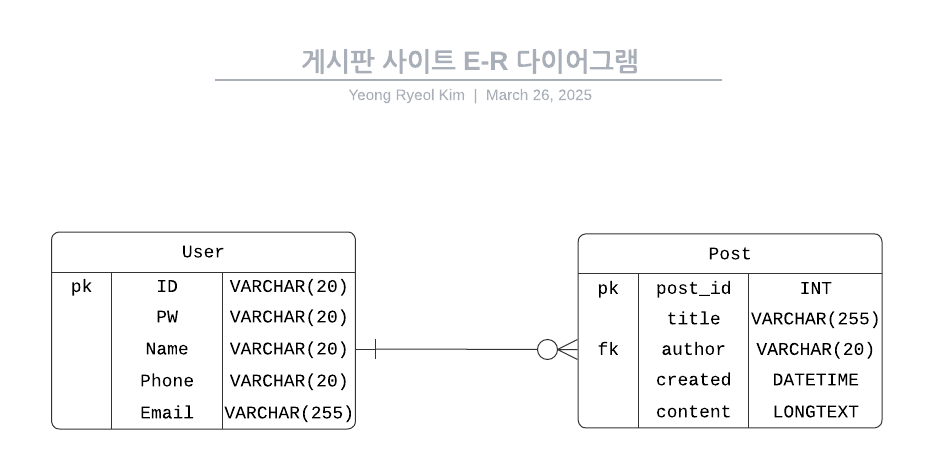 게시판 사이트 E-R 다이어그램
Yeong Ryeol Kim | March 26, 2025
User
pk ID VARCHAR(20)
PW VARCHAR(20)
Name VARCHAR(20)
Phone VARCHAR(20)
Email VARCHAR(255)
Post
pk post_id INT
title VARCHAR(255)
fk author VARCHAR(20)
created DATETIME
content LONGTEXT